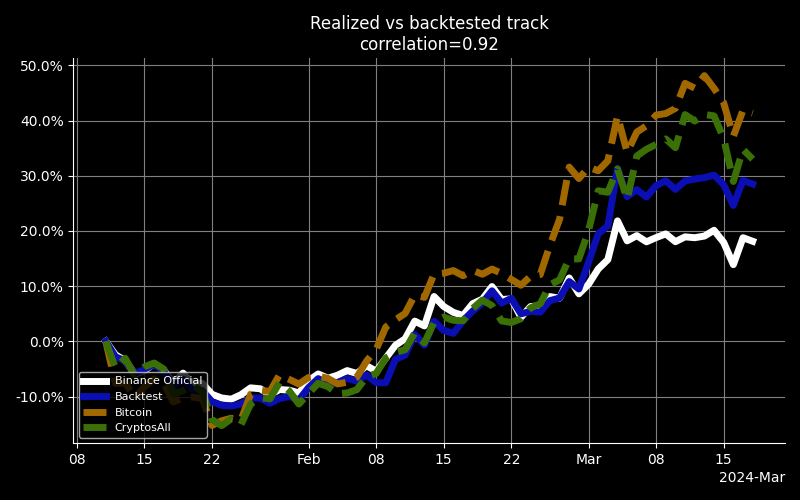 Realized vs backtested track
correlation=0.92
50.0%
40.0%
30.0%
20.0%
10.0%
0.0%
-10.0%
Binance Official
Backtest
Bitcoin
CryptosAll
08 15 22 Feb 08 15 22 Mar 08 15
2024-Mar